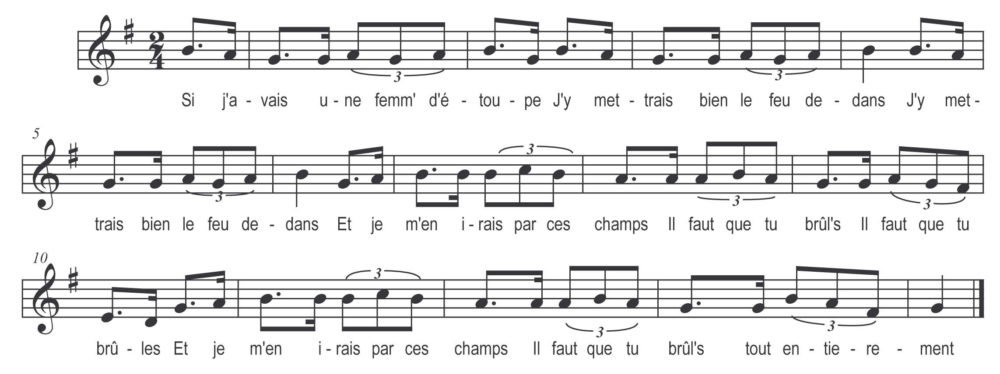 Si j'a - vais u - ne femm' d'é - tou - pe J'y met - trais bien le feu de - dans J'y met -
5
trais bien le feu de - dans Et je m'en i - rais par ces champs Il faut que tu brûl's Il faut que tu
10
brû - les Et je m'en i - rais par ces champs Il faut que tu brûl's tout en - tie - re - ment